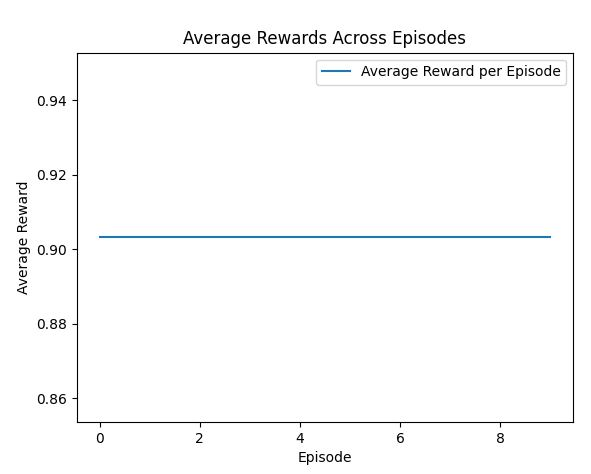 Average Rewards Across Episodes
Average Reward per Episode
Average Reward
0.94
0.92
0.90
0.88
0.86
0
2
4
6
8
Episode